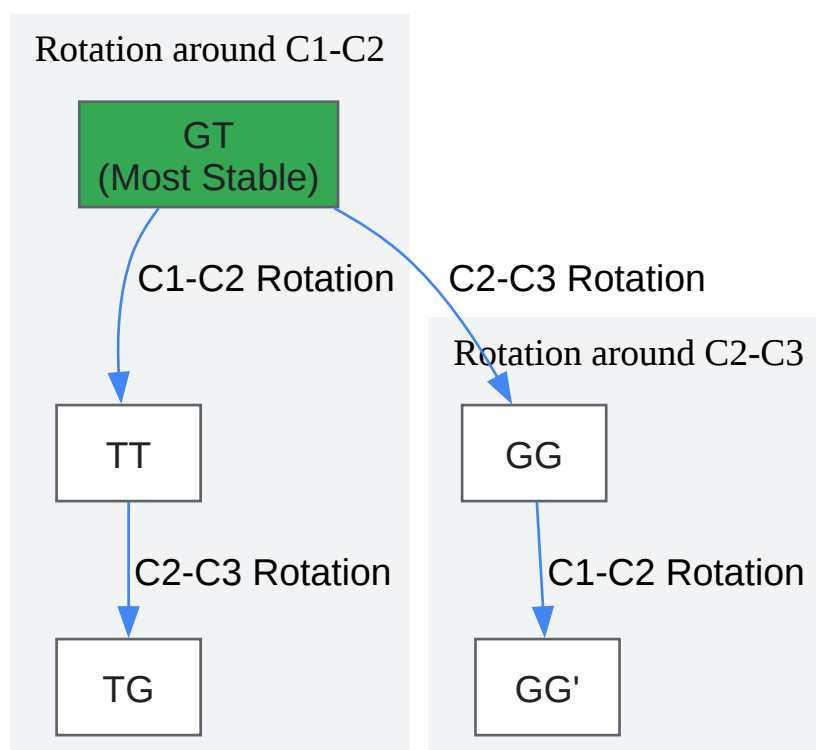 Rotation around C1-C2
GT
(Most Stable)
C1-C2 Rotation
C2-C3 Rotation
Rotation around C2-C3
TT
GG
C2-C3 Rotation
C1-C2 Rotation
TG
GG'